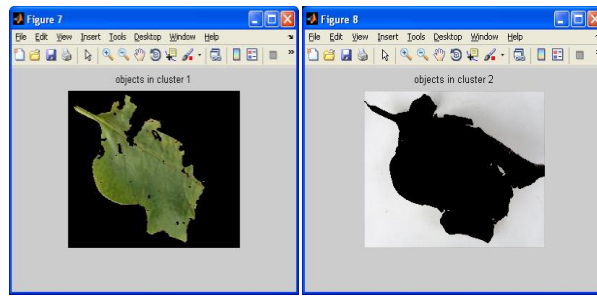 Figure 7
File Edit View Insert Tools Desktop Window Help
objects in cluster 1
Figure 8
File Edit View Insert Tools Desktop Window Help
objects in cluster 2